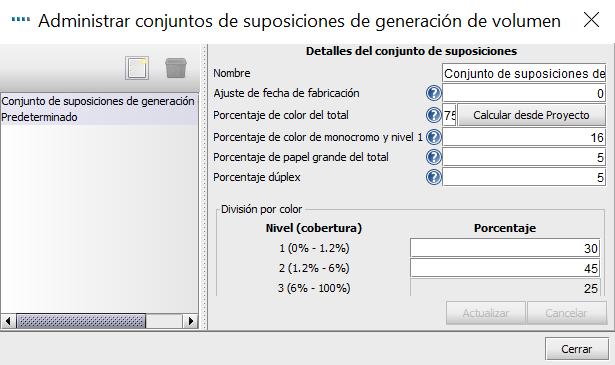 Administrar conjuntos de suposiciones de generación de volumen
Conjunto de suposiciones de generación
Predeterminado
Detalles del conjunto de suposiciones
Nombre Conjunto de suposiciones de
Ajuste de fecha de fabricación 0
Porcentaje de color del total 75 Calcular desde Proyecto
Porcentaje de color de monocromo y nivel 1 16
Porcentaje de papel grande del total 5
Porcentaje dúplex 5
División por color
Nivel (cobertura) Porcentaje
1 (0% - 1.2%) 30
2 (1.2% - 6%) 45
3 (6% - 100%) 25
Actualizar Cancelar
Cerrar